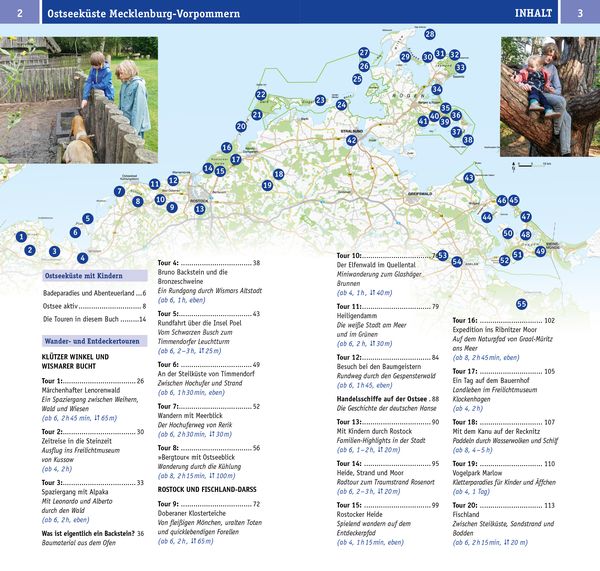 2 Ostseeküste Mecklenburg-Vorpommern
INHALT 3
28
27
29
30
31
32
26
33
25
22
34
23
24
21
35
20
40
36
41
39
42
37
16
38
17
14
15
19
43
11
12
18
7
8
10
45
46
9
13
44
47
5
6
50
48
1
2
3
4
53
54
51
49
52
55
RÜGEN
STRALSUND
GREIFSWALD
ROSTOCK
0
10 km
Ostseeküste mit Kindern
Badeparadies und Abenteuerland ...6
Ostsee aktiv ................................ 8
Die Touren in diesem Buch .........14
Wander- und Entdeckertouren
KLÜTZER WINKEL UND
WISMARER BUCHT
Tour 1:................................ 26
Märchenhafter Lenorenwald
Ein Spaziergang zwischen Weihern,
Wald und Wiesen
(ab 6, 2 h 45 min, ↓↑ 65 m)
Tour 2:................................ 30
Zeitreise in die Steinzeit
Ausflug ins Freilichtmuseum
von Kussow
(ab 4, 2 h)
Tour 3:................................ 33
Spaziergang mit Alpaka
Mit Leonardo und Alberto
durch den Wald
(ab 6, 2h, eben)
Was ist eigentlich ein Backstein? 36
Baumaterial aus dem Ofen
Tour 4: ................................ 38
Bruno Backstein und die
Bronzeschweine
Ein Rundgang durch Wismars Altstadt
(ab 6, 1h, eben)
Tour 5:................................ 43
Rundfahrt über die Insel Poel
Vom Schwarzen Busch zum
Timmendorfer Leuchtturm
(ab 6, 2–3 h, ↓↑ 25 m)
Tour 6: ................................ 49
An der Steilküste von Timmendorf
Zwischen Hochufer und Strand
(ab 6, 1 h 30 min, eben)
Tour 7:................................ 52
Wandern mit Meerblick
Der Hochuferweg von Rerik
(ab 6, 2 h 30 min, ↓↑ 30 m)
Tour 8: ................................ 56
»Bergtour« mit Ostseeblick
Wanderung durch die Kühlung
(ab 8, 2 h 15 min, ↓↑ 100 m)
ROSTOCK UND FISCHLAND-DARSS
Tour 9: ................................ 72
Doberaner Klosterteiche
Von fleißigen Mönchen, uralten Toten
und quicklebendigen Forellen
(ab 6, 2 h, ↓↑ 65 m)
Tour 10: ................................ 7
Der Elfenwald im Quellental
Miniwanderung zum Glashäger
Brunnen
(ab 4, 1 h, ↓↑ 40 m)
Tour 11: ................................ 79
Heiligendamm
Die weiße Stadt am Meer
und im Grünen
(ab 6, 2 h, ↓↑ 30 m)
Tour 12: ................................ 84
Besuch bei den Baumgeistern
Rundweg durch den Gespensterwald
(ab 6, 1 h 45, eben)
Handelsschiffe auf der Ostsee . 88
Die Geschichte der deutschen Hanse
Tour 13: ................................ 90
Mit Kindern durch Rostock
Familien-Highlights in der Stadt
(ab 6, 1–2 h, ↓↑ 20 m)
Tour 14: ................................ 95
Heide, Strand und Moor
Radtour zum Traumstrand Rosenort
(ab 6, 2–3 h, ↓↑ 20 m)
Tour 15: ................................ 99
Rostocker Heide
Spielend wandern auf dem
Entdeckerpfad
(ab 4, 1 h 15 min, eben)
Tour 16: ................................ 102
Expedition ins Ribnitzer Moor
Auf dem Naturpfad von Graal-Müritz
ans Meer
(ab 8, 2 h 45 min, eben)
Tour 17: ................................ 105
Ein Tag auf dem Bauernhof
Landleben im Freilichtmuseum
Klockenhagen
(ab 4, 2 h)
Tour 18: ................................ 107
Mit dem Kanu auf der Recknitz
Paddeln durch Wasserwolken und Schilf
(ab 8, 4–5 h)
Tour 19: ................................ 110
Vogelpark Marlow
Kletterparadies für Kinder und Äffchen
(ab 4, 1 Tag)
Tour 20: ................................ 113
Fischland
Zwischen Steilküste, Sandstrand und
Bodden
(ab 6, 2 h 15 min, ↓↑ 20 m)